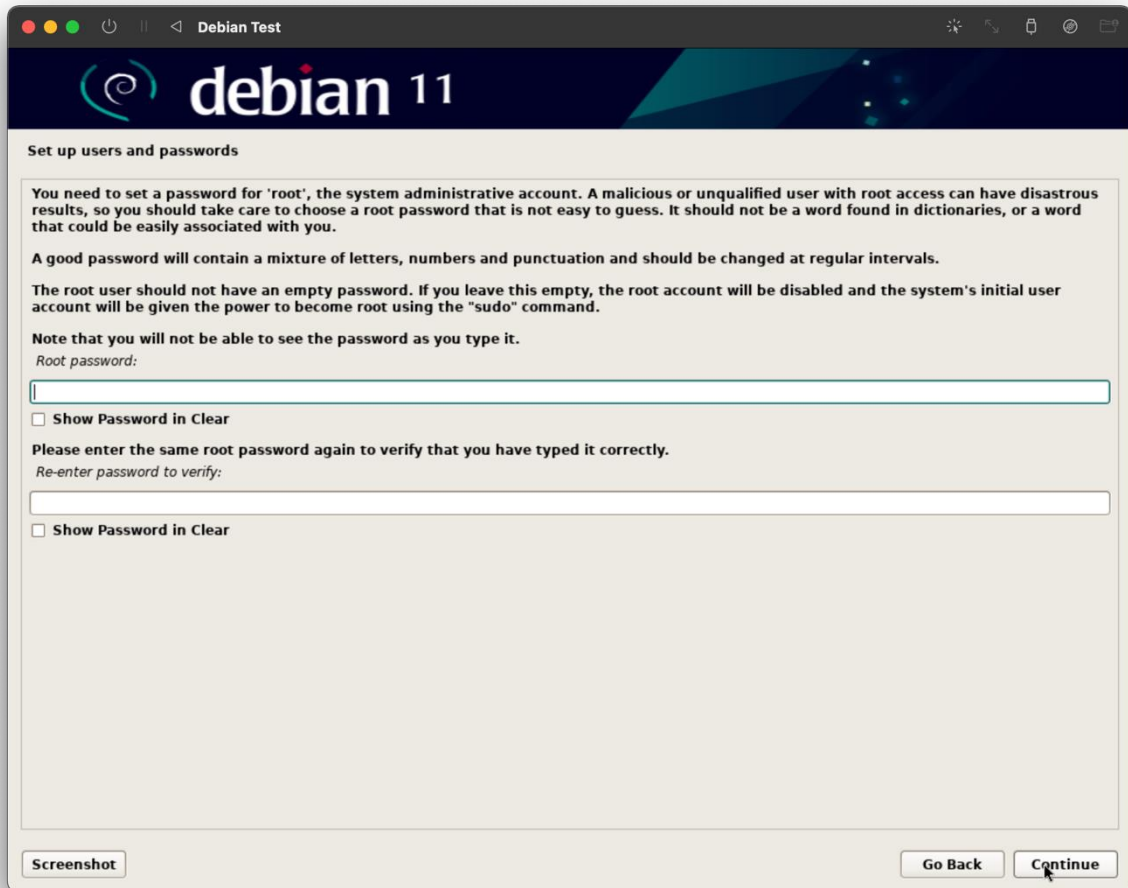 Debian Test
debian 11
Set up users and passwords
You need to set a password for 'root', the system administrative account. A malicious or unqualified user with root access can have disastrous
results, so you should take care to choose a root password that is not easy to guess. It should not be a word found in dictionaries, or a word
that could be easily associated with you.
A good password will contain a mixture of letters, numbers and punctuation and should be changed at regular intervals.
The root user should not have an empty password. If you leave this empty, the root account will be disabled and the system's initial user
account will be given the power to become root using the "sudo" command.
Note that you will not be able to see the password as you type it.
Root password:
Show Password in Clear
Please enter the same root password again to verify that you have typed it correctly.
Re-enter password to verify:
Show Password in Clear
Screenshot
Go Back
Continue